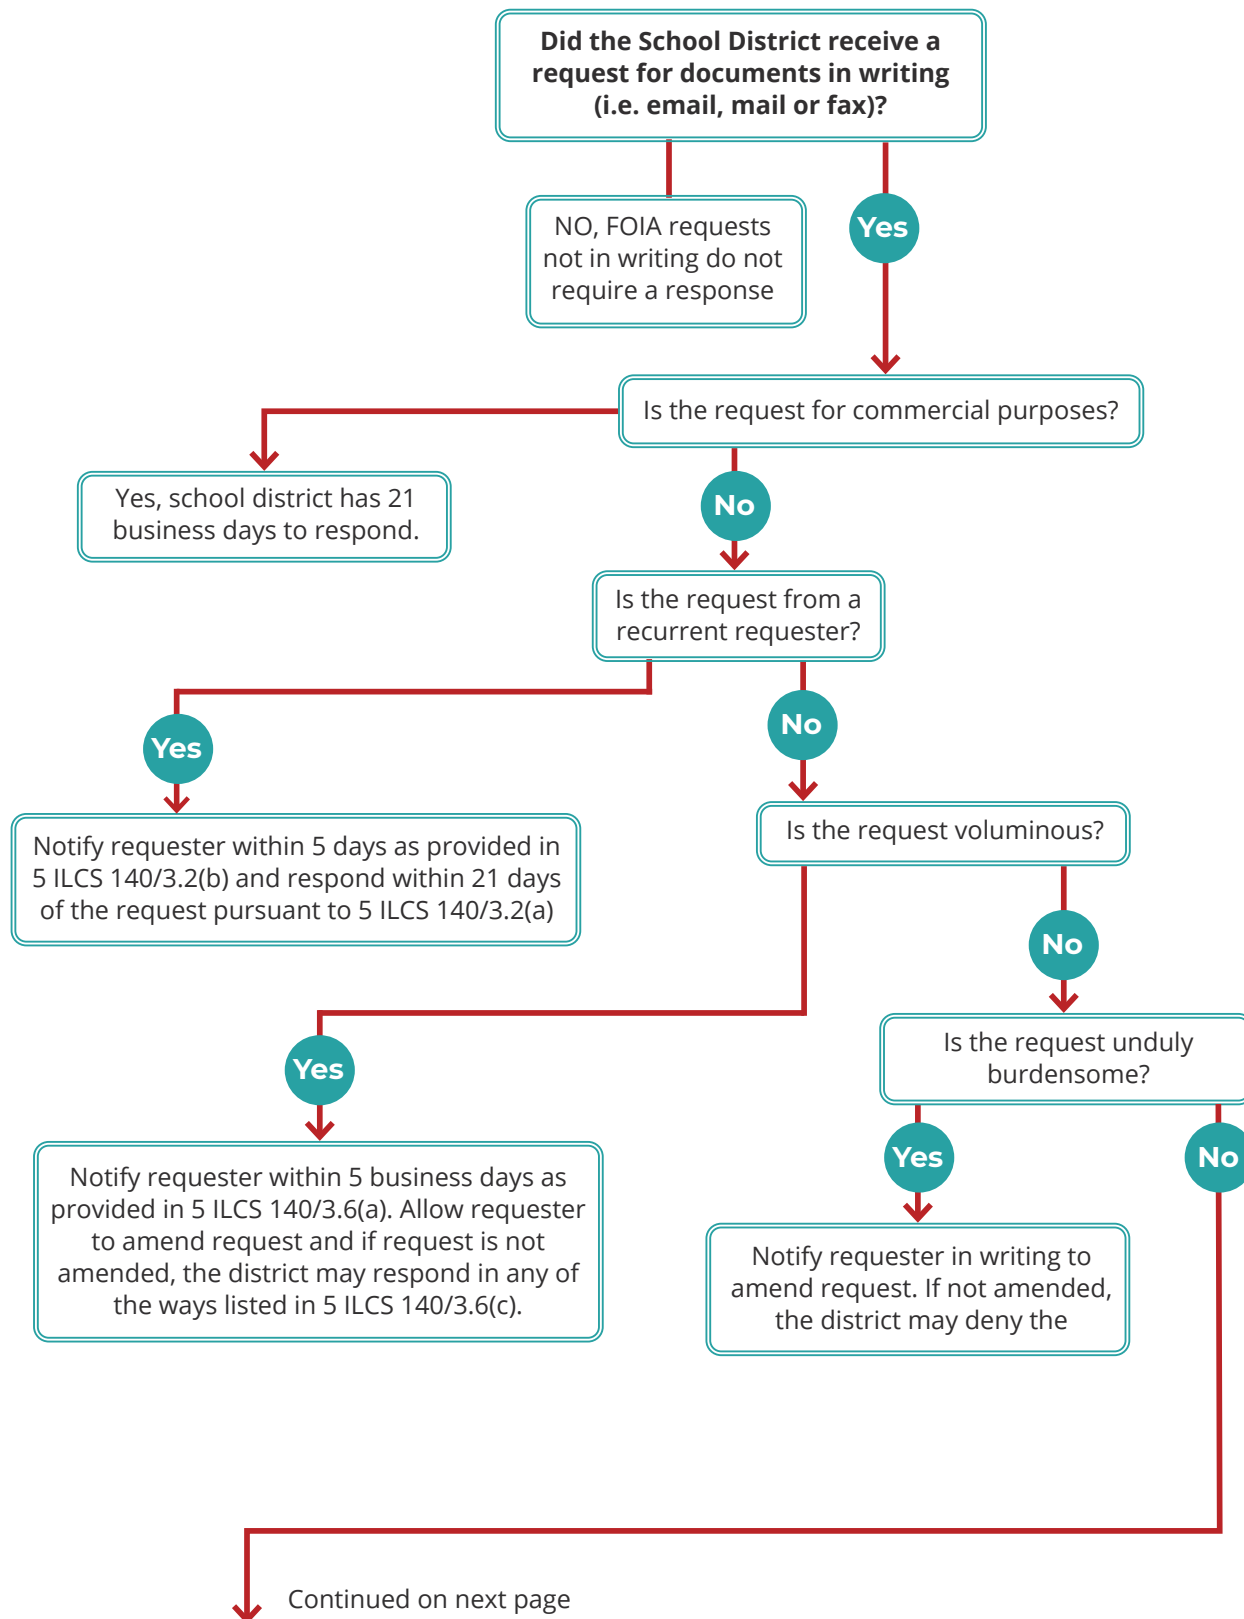 Did the School District receive a
request for documents in writing
(i.e. email, mail or fax)?
NO, FOIA requests
not in writing do not
require a response
Yes
Is the request for commercial purposes?
Yes, school district has 21
business days to respond.
No
Is the request from a
recurrent requester?
Yes
No
Notify requester within 5 days as provided in
5 ILCS 140/3.2(b) and respond within 21 days
of the request pursuant to 5 ILCS 140/3.2(a)
Is the request voluminous?
No
Yes
Is the request unduly
burdensome?
Yes
No
Notify requester within 5 business days as
provided in 5 ILCS 140/3.6(a). Allow requester
to amend request and if request is not
amended, the district may respond in any of
the ways listed in 5 ILCS 140/3.6(c).
Notify requester in writing to
amend request. If not amended,
the district may deny the
Continued on next page